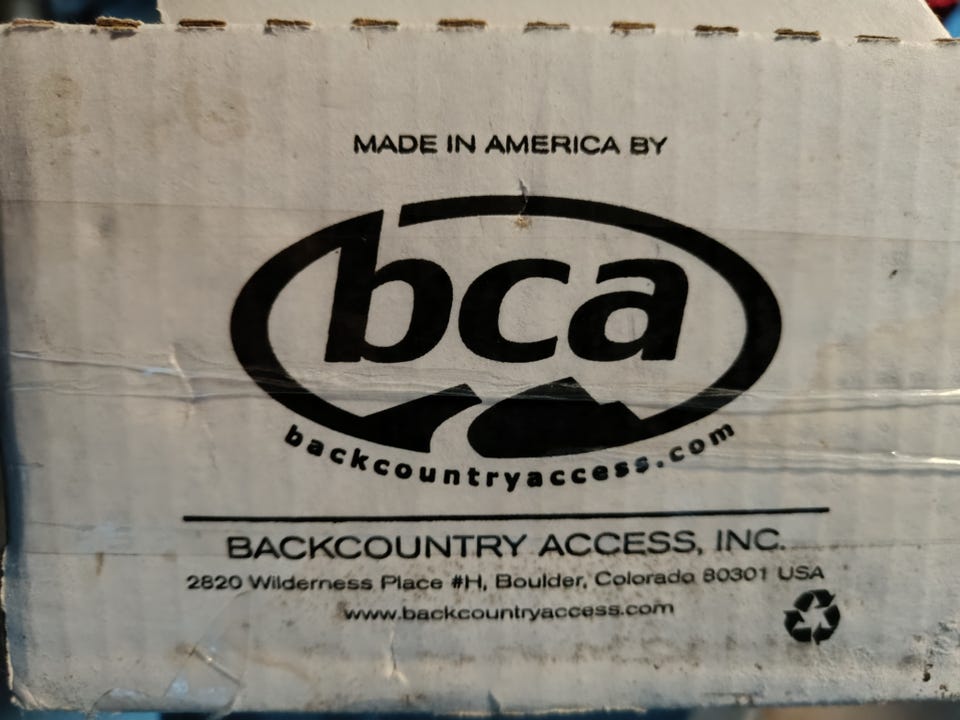 MADE IN AMERICA BY
bca
backcountryaccess.com
BACKCOUNTRY ACCESS, INC.
2820 Wilderness Place #H, Boulder, Colorado 80301 USA
www.backcountryaccess.com